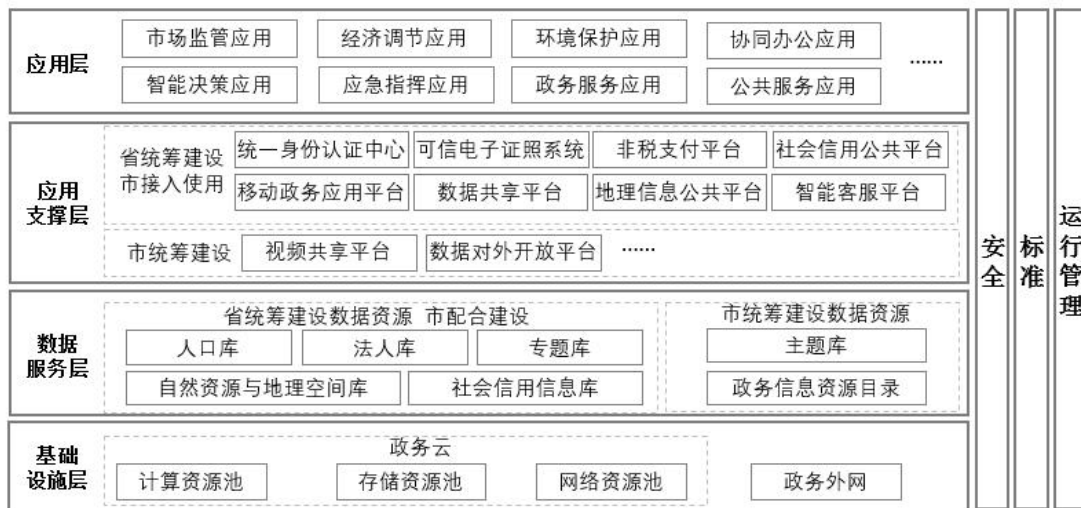 应用层
市场监管应用 经济调节应用 环境保护应用 协同办公应用
智能决策应用 应急指挥应用 政务服务应用 公共服务应用
……
应用
支撑层
省统筹建设
市接入使用
统一身份认证中心 可信电子证照系统 非税支付平台 社会信用公共平台
移动政务应用平台 数据共享平台 地理信息公共平台 智能客服平台
市统筹建设 视频共享平台 数据对外开放平台 ……
数据
服务层
省统筹建设数据资源 市配合建设
人口库 法人库 专题库
自然资源与地理空间库 社会信用信息库
市统筹建设数据资源
主题库
政务信息资源目录
基础
设施层
政务云
计算资源池 存储资源池 网络资源池 政务外网
安全
标准
运行管理